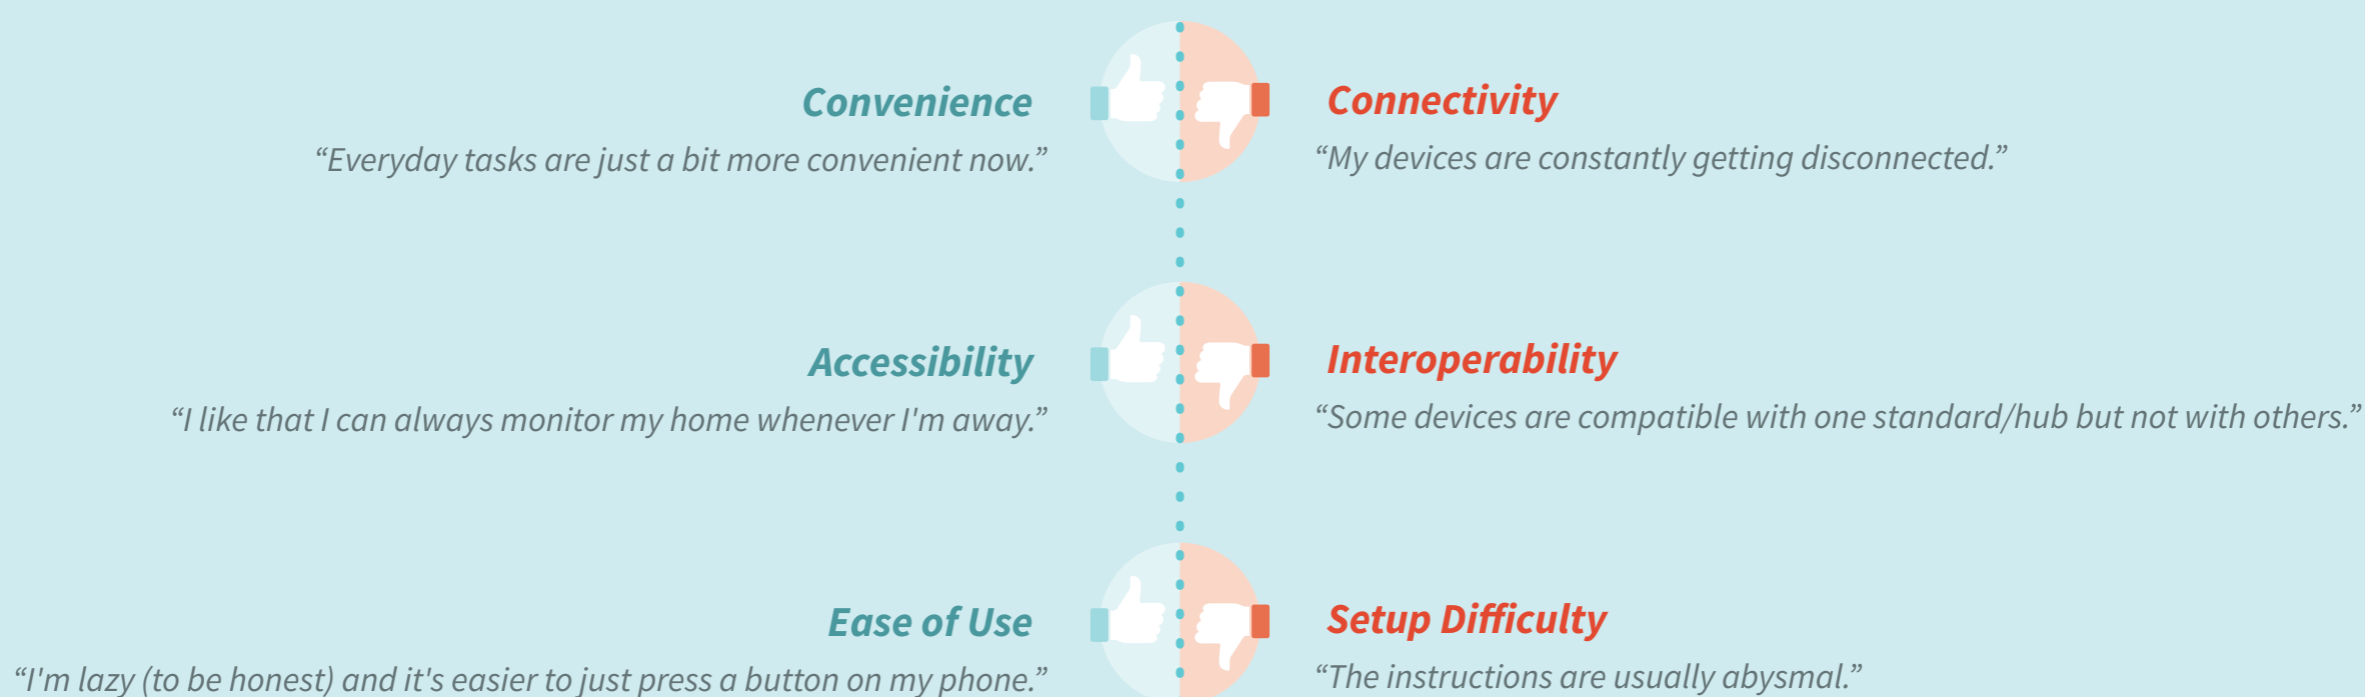 Convenience
“Everyday tasks are just a bit more convenient now.”
Connectivity
“My devices are constantly getting disconnected.”
Accessibility
“I like that I can always monitor my home whenever I'm away.”
Interoperability
“Some devices are compatible with one standard/hub but not with others.”
Ease of Use
“I'm lazy (to be honest) and it's easier to just press a button on my phone.”
Setup Difficulty
“The instructions are usually abysmal.”